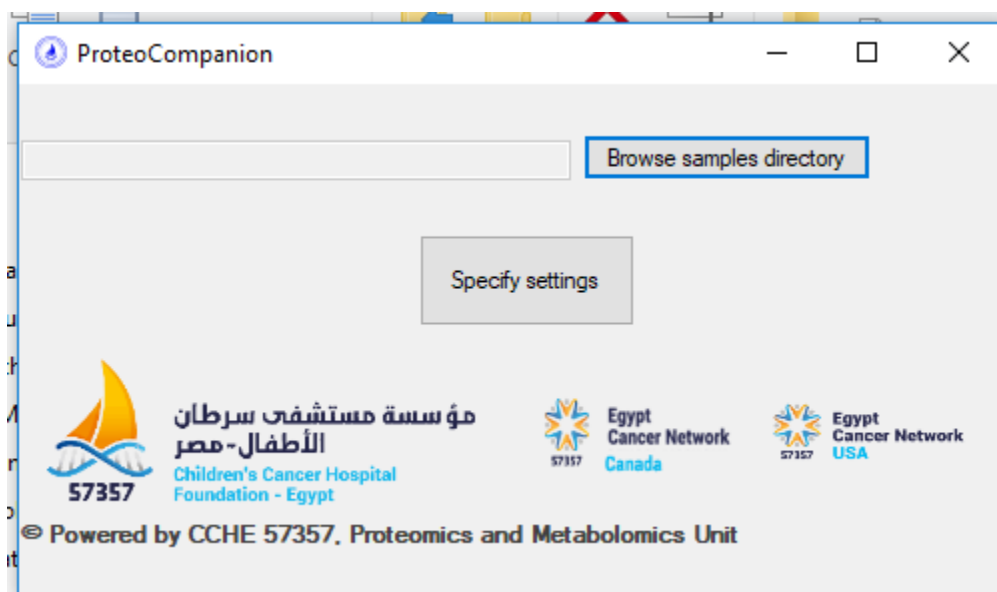 ProteoCompanion
Browse samples directory
Specify settings
57357
مؤسسة مستشفى سرطان
الأطفال-مصر
Children's Cancer Hospital
Foundation - Egypt
57357
Egypt
Cancer Network
Canada
57357
Egypt
Cancer Network
USA
© Powered by CCHE 57357, Proteomics and Metabolomics Unit